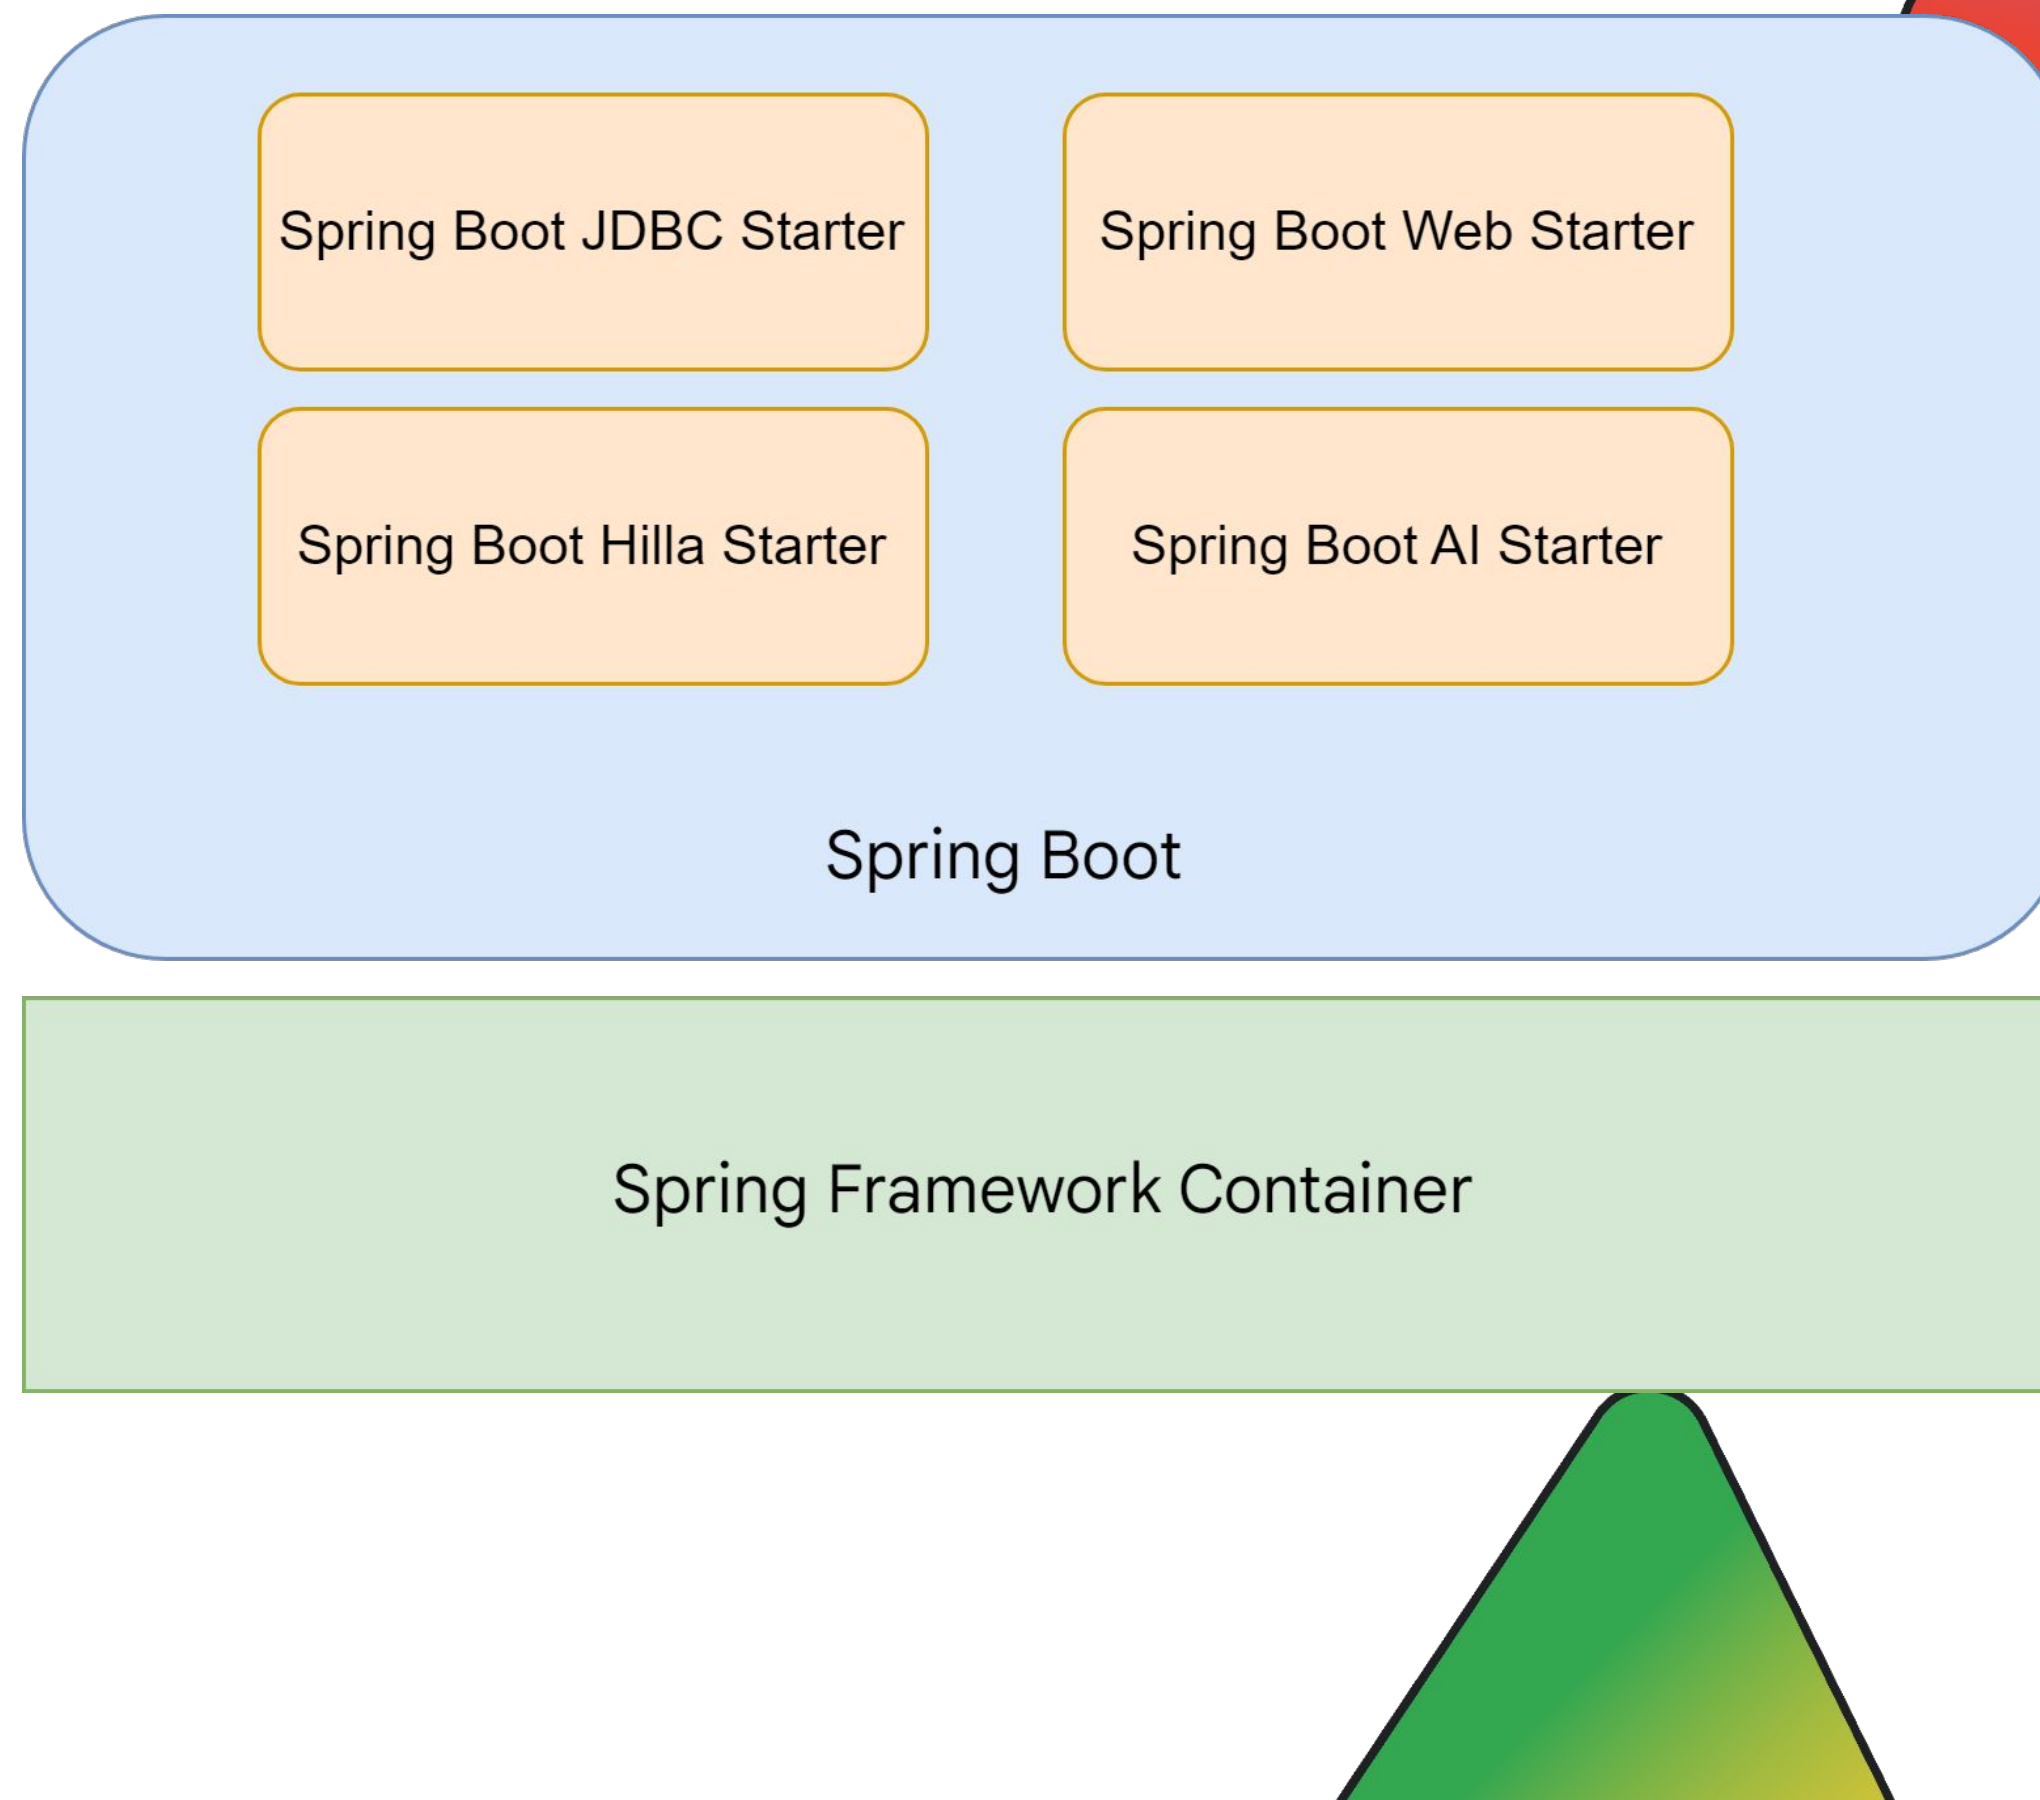 Spring Boot JDBC Starter
Spring Boot Web Starter
Spring Boot Hilla Starter
Spring Boot AI Starter
Spring Boot
Spring Framework Container